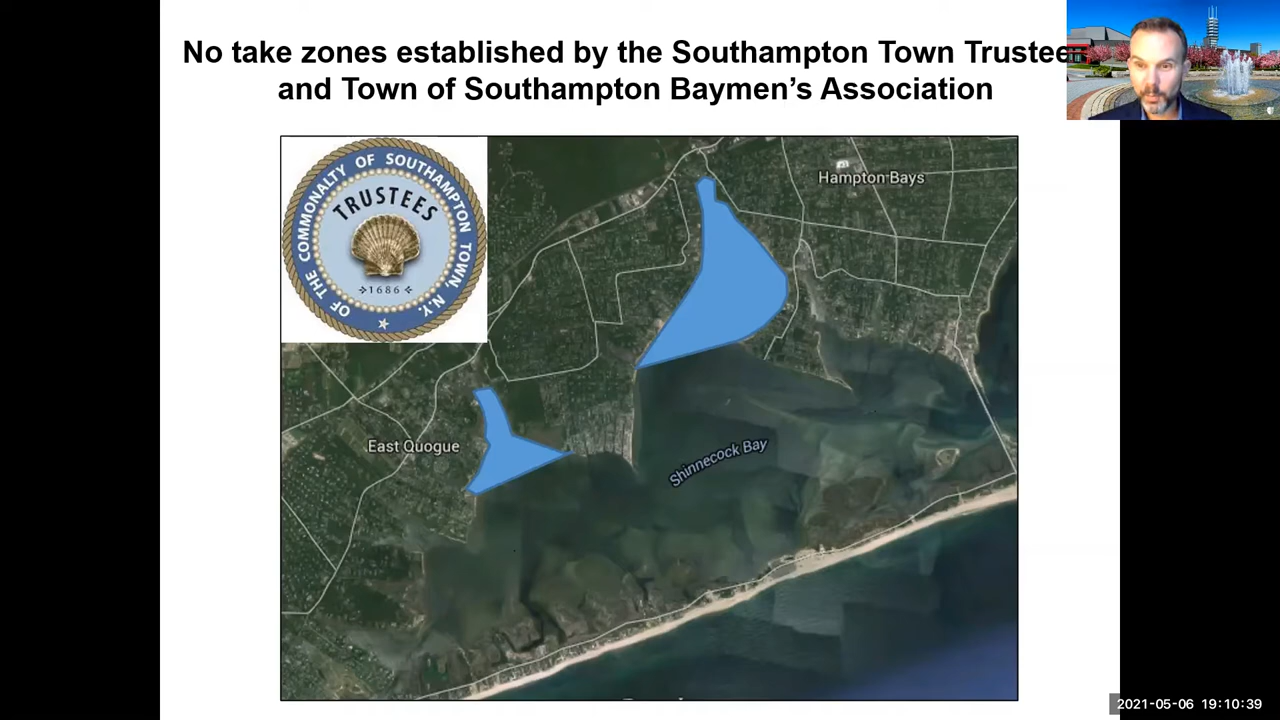 No take zones established by the Southampton Town Trustee
and Town of Southampton Baymen's Association
OF THE COMMONALTY OF SOUTHAMPTON TOWN, N.Y.
TRUSTEES
1686
Hampton Bays
East Quogue
Shinnecock Bay
2021-05-06 19:10:39